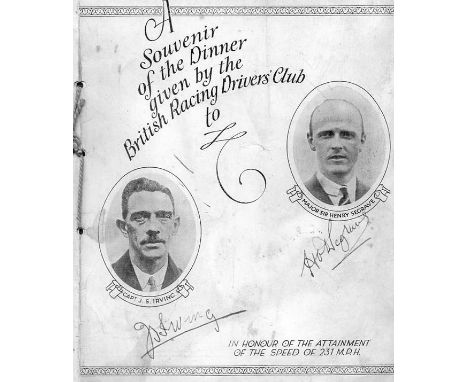 A
Souvenir
of the Dinner
given by the
British Racing Drivers' Club
to
MAJOR SIR HENRY SEGRAVE
CAPT. J. S. IRVING
IN HONOUR OF THE ATTAINMENT
OF THE SPEED OF 231 M.P.H.